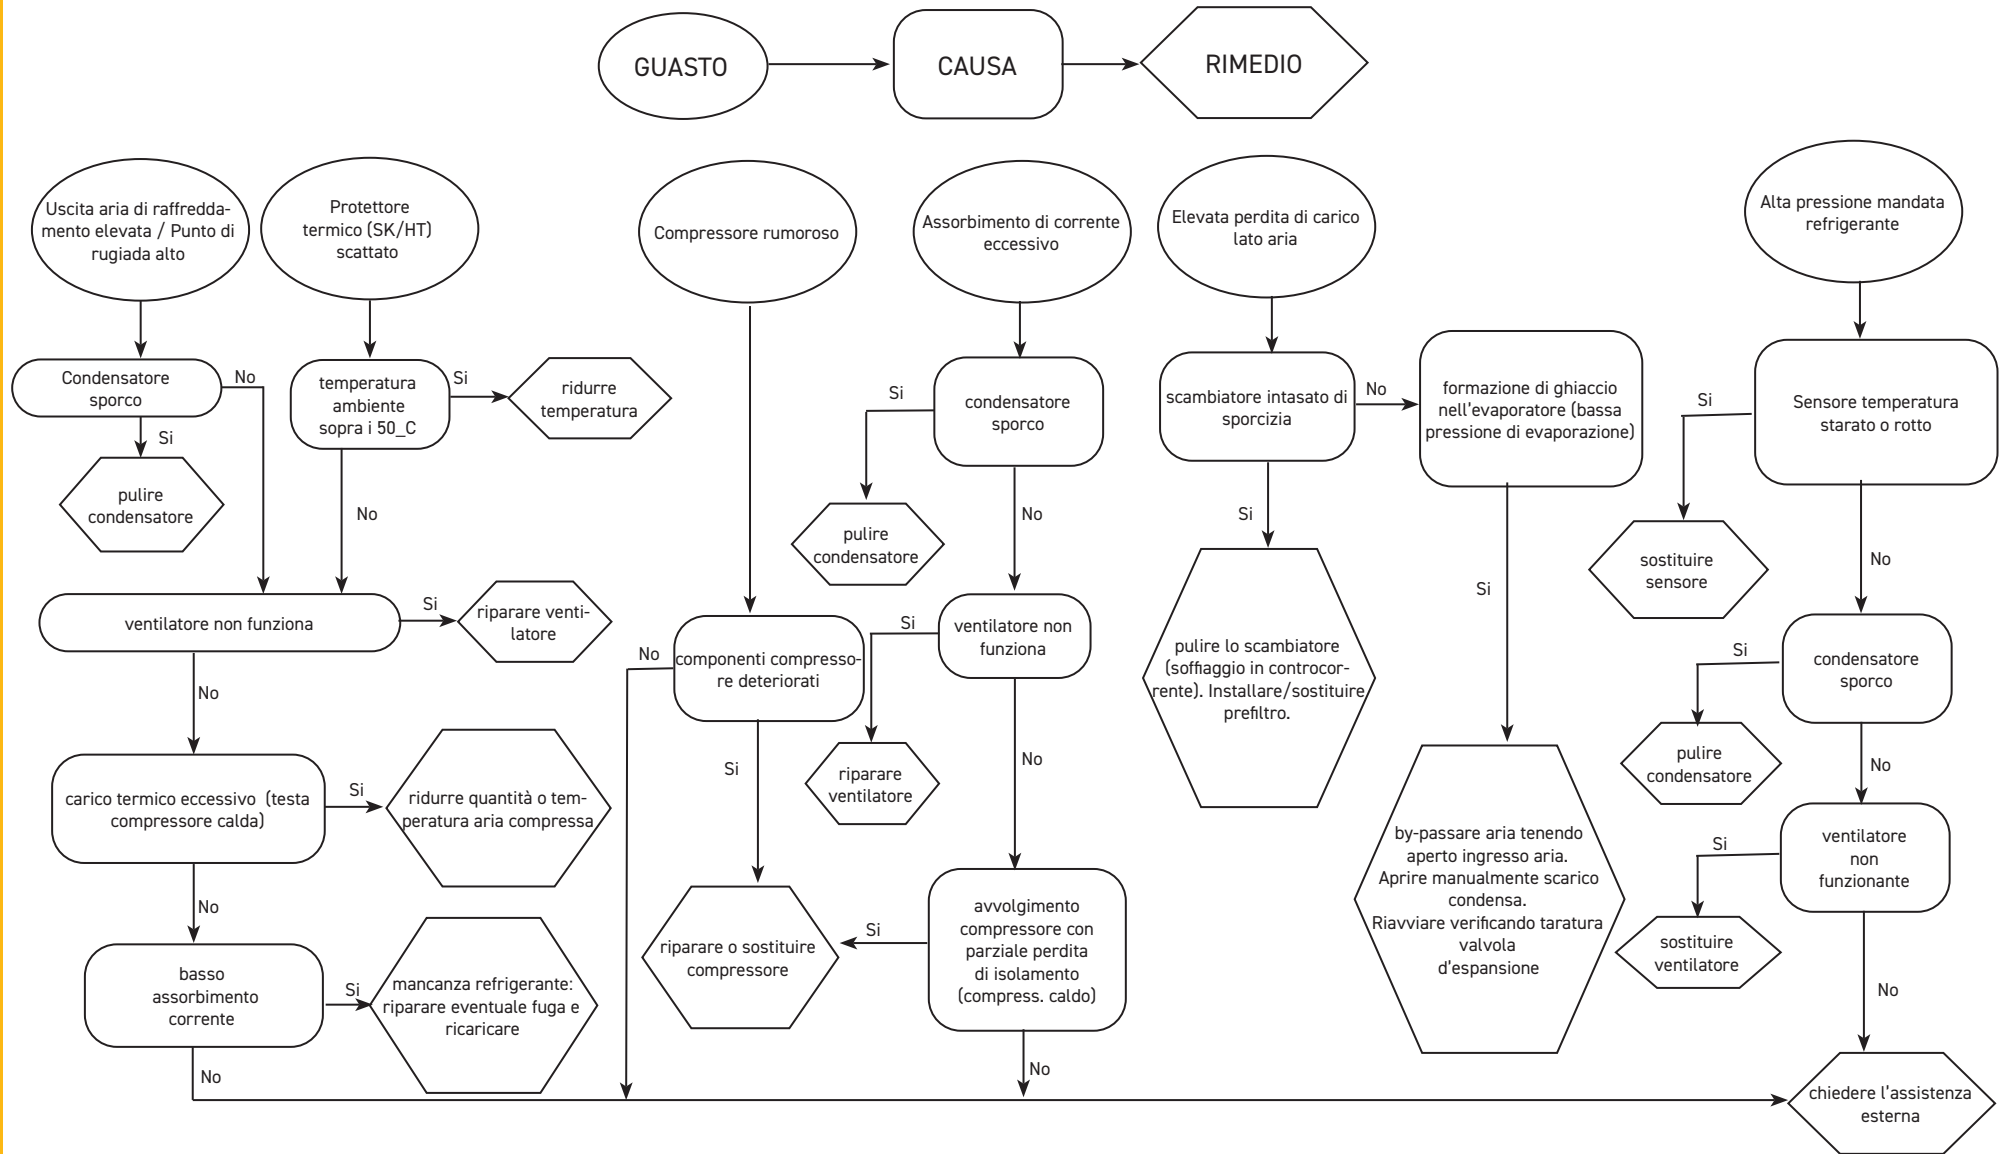 GUASTO
CAUSA
RIMEDIO
Uscita aria di raffredda-
mento elevata / Punto di
rugiada alto
Protettore
termico (SK/HT)
scattato
Compressore rumoroso
Assorbimento di corrente
eccessivo
Elevata perdita di carico
lato aria
Alta pressione mandata
refrigerante
Condensatore
sporco
No
Si
pulire
condensatore
temperatura
ambiente
sopra i 50_C
Si
ridurre
temperatura
No
ventilatore non funziona
Si
riparare venti-
latore
No
carico termico eccessivo (testa
compressore calda)
Si
ridurre quantità o tem-
peratura aria compressa
No
basso
assorbimento
corrente
Si
mancanza refrigerante:
riparare eventuale fuga e
ricaricare
No
componenti compresso-
re deteriorati
No
Si
riparare o sostituire
compressore
condensatore
sporco
Si
pulire
condensatore
No
ventilatore non
funziona
Si
riparare
ventilatore
No
avvolgimento
compressore con
parziale perdita
di isolamento
(compress. caldo)
Si
No
scambiatore intasato di
sporcizia
No
Si
pulire lo scambiatore
(soffiaggio in controcor-
rente). Installare/sostituire
prefiltro.
formazione di ghiaccio
nell'evaporatore (bassa
pressione di evaporazione)
Si
by-passare aria tenendo
aperto ingresso aria.
Aprire manualmente scarico
condensa.
Riavviare verificando taratura
valvola
d'espansione
Sensore temperatura
starato o rotto
Si
sostituire
sensore
No
condensatore
sporco
Si
pulire
condensatore
No
ventilatore
non
funzionante
Si
sostituire
ventilatore
No
chiedere l'assistenza
esterna